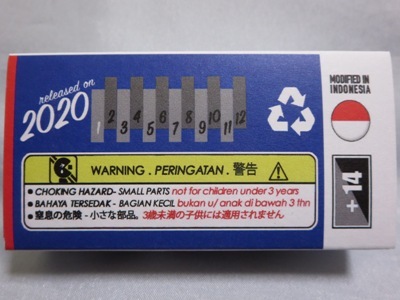 released on
2020
1 2 3 4 5 6 7 8 9 10 11 12
MODIFIED IN
INDONESIA
+14
WARNING . PERINGATAN . 警告
• CHOKING HAZARD- SMALL PARTS not for children under 3 years
• BAHAYA TERSEDAK - BAGIAN KECIL bukan u/ anak di bawah 3 thn
• 窒息の危険 - 小さな部品。3歳未満の子供には適用されません